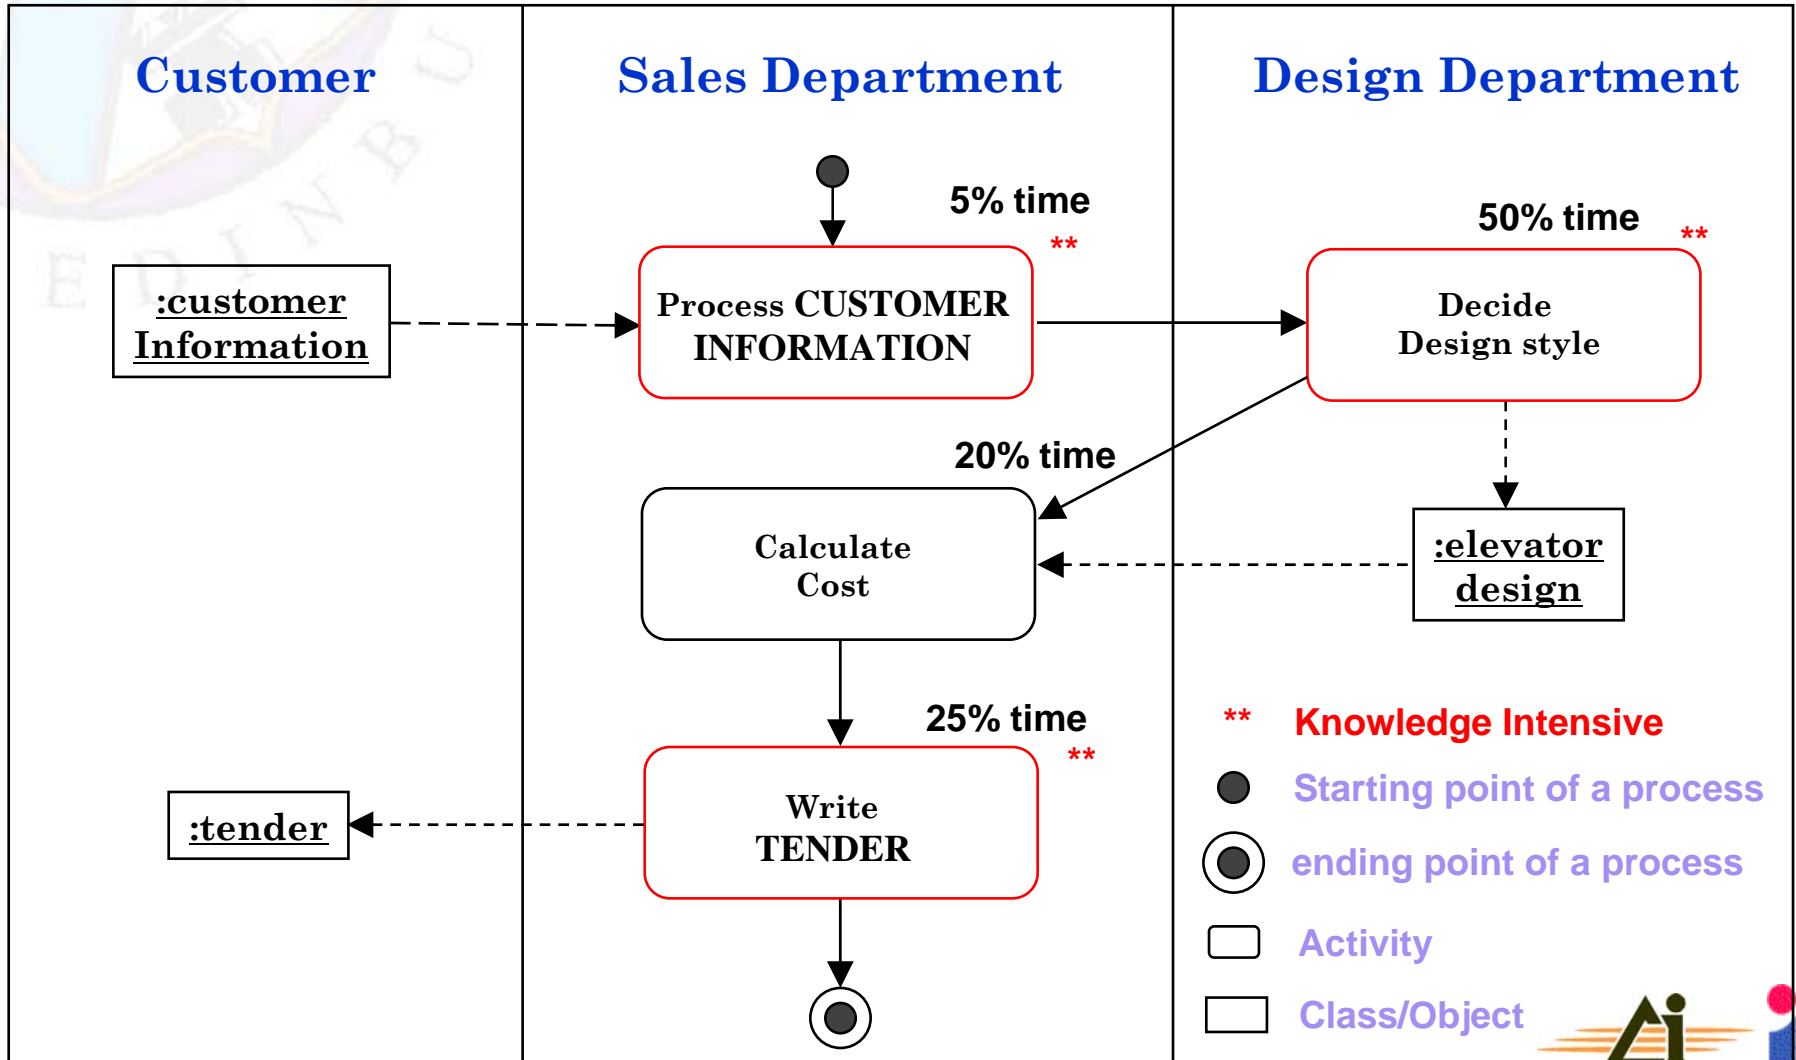 Customer
Sales Department
Design Department
5% time
**
50% time
**
:customer
Information
Process CUSTOMER
INFORMATION
Decide
Design style
20% time
Calculate
Cost
:elevator
design
25% time
**
Write
TENDER
:tender
** Knowledge Intensive
Starting point of a process
ending point of a process
Activity
Class/Object
EDINBU
Ai